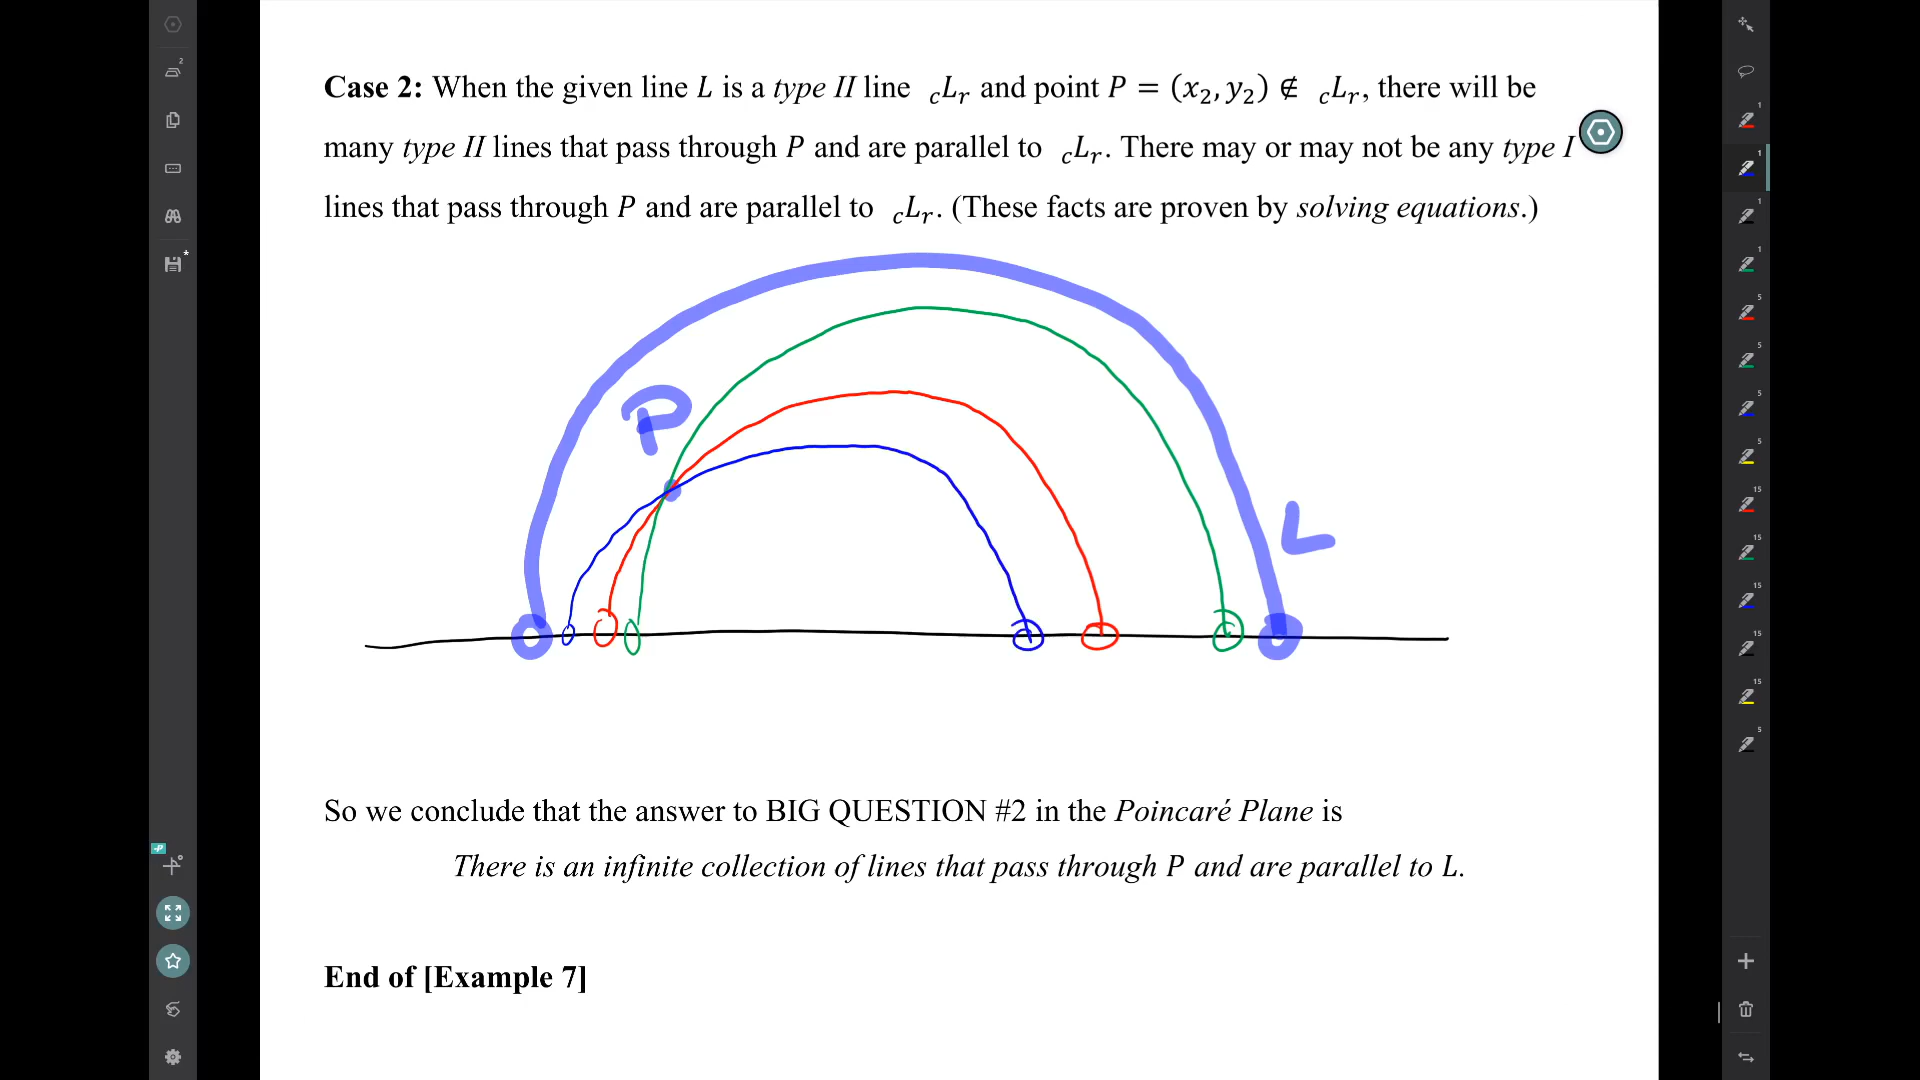 Case 2: When the given line L is a type II line cLr and point P = (x2, y2) ∉ cLr, there will be
many type II lines that pass through P and are parallel to cLr. There may or may not be any type I
lines that pass through P and are parallel to cLr. (These facts are proven by solving equations.)
P
L
So we conclude that the answer to BIG QUESTION #2 in the Poincaré Plane is
There is an infinite collection of lines that pass through P and are parallel to L.
End of [Example 7]